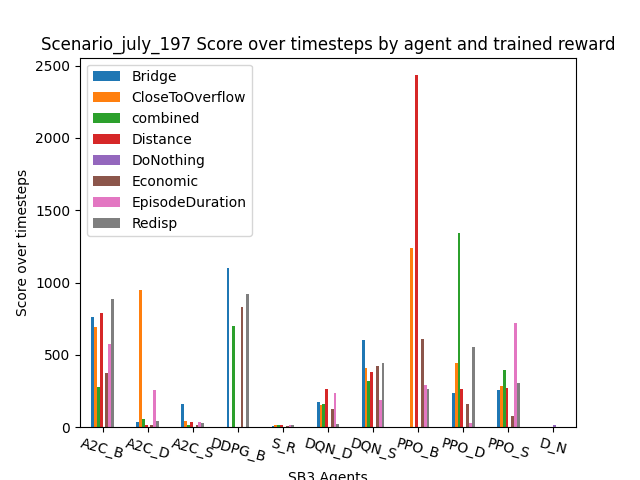 Scenario_july_197 Score over timesteps by agent and trained reward
2500
2000
1500
1000
500
0
Score over timesteps
Bridge
CloseToOverflow
combined
Distance
DoNothing
Economic
EpisodeDuration
Redisp
A2C_B A2C_D A2C_S DDPG_B S_R DQN_D DQN_S PPO_B PPO_D PPO_S D_N
SB3 Agents